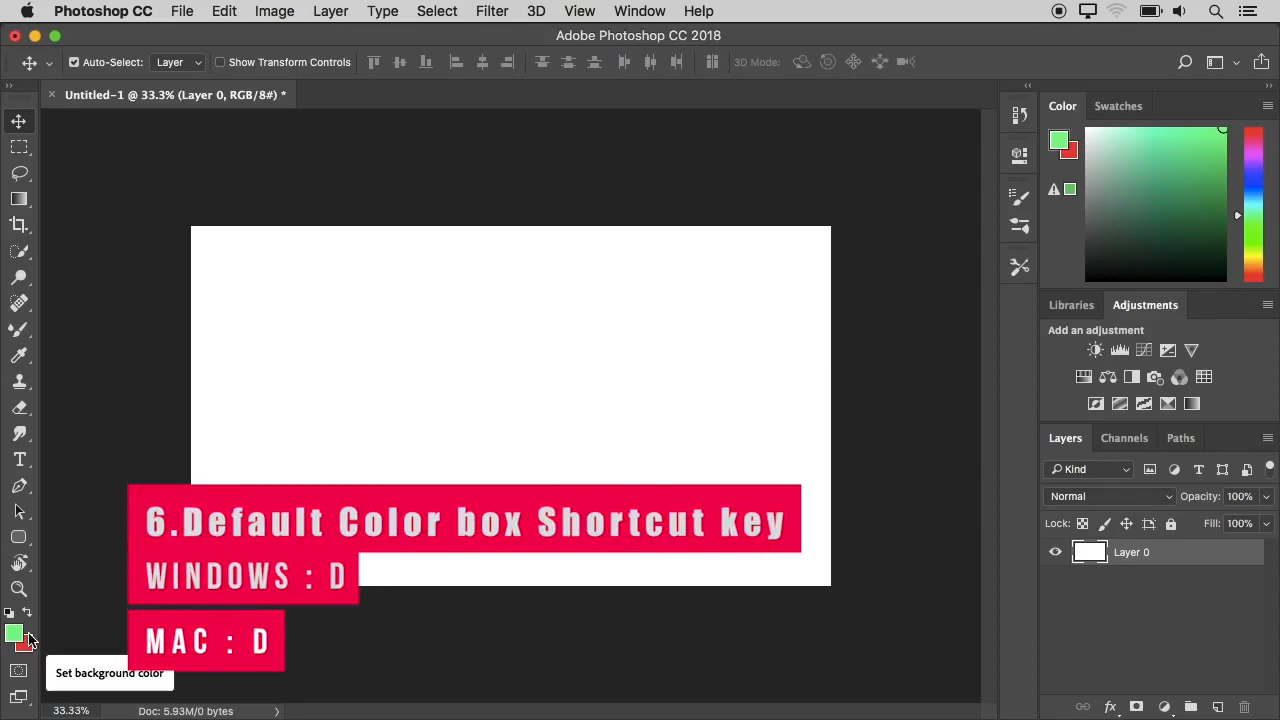 Photoshop CC File Edit Image Layer Type Select Filter 3D View Window Help
Adobe Photoshop CC 2018
Auto-Select: Layer Show Transform Controls 3D Mode:
Untitled-1 @ 33.3% (Layer 0, RGB/8#) *
Color Swatches
Libraries Adjustments
Add an adjustment
Layers Channels Paths
Kind
Normal Opacity: 100%
Lock: Fill: 100%
Layer 0
6.Default Color box Shortcut key
WINDOWS : D
MAC : D
Set background color
33.33% Doc: 5.93M/0 bytes